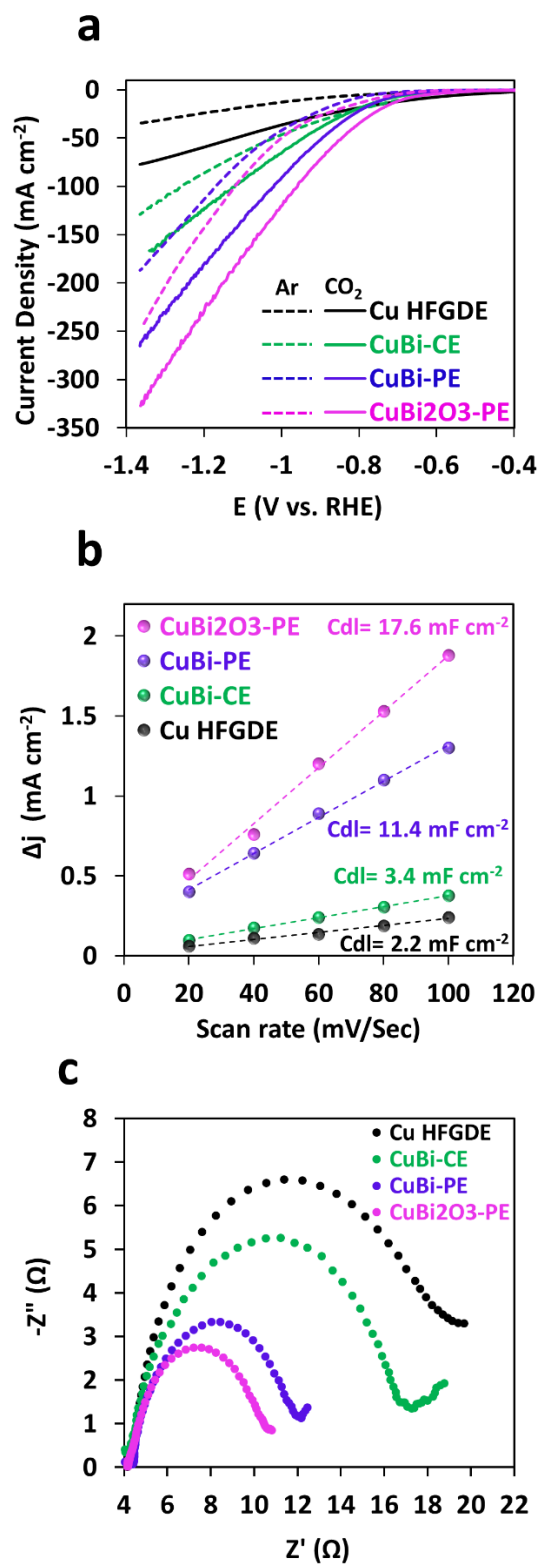 a
0
-50
-100
-150
-200
-250
-300
-350
Current Density (mA cm⁻²)
Ar CO₂
Cu HFGDE
CuBi-CE
CuBi-PE
CuBi2O3-PE
-1.4 -1.2 -1 -0.8 -0.6 -0.4
E (V vs. RHE)
b
2
1.5
1
0.5
0
Δj (mA cm⁻²)
CuBi2O3-PE
CuBi-PE
CuBi-CE
Cu HFGDE
Cdl= 17.6 mF cm⁻²
Cdl= 11.4 mF cm⁻²
Cdl= 3.4 mF cm⁻²
Cdl= 2.2 mF cm⁻²
0 20 40 60 80 100 120
Scan rate (mV/Sec)
c
8
7
6
5
4
3
2
1
0
-Z" (Ω)
Cu HFGDE
CuBi-CE
CuBi-PE
CuBi2O3-PE
4 6 8 10 12 14 16 18 20 22
Z' (Ω)